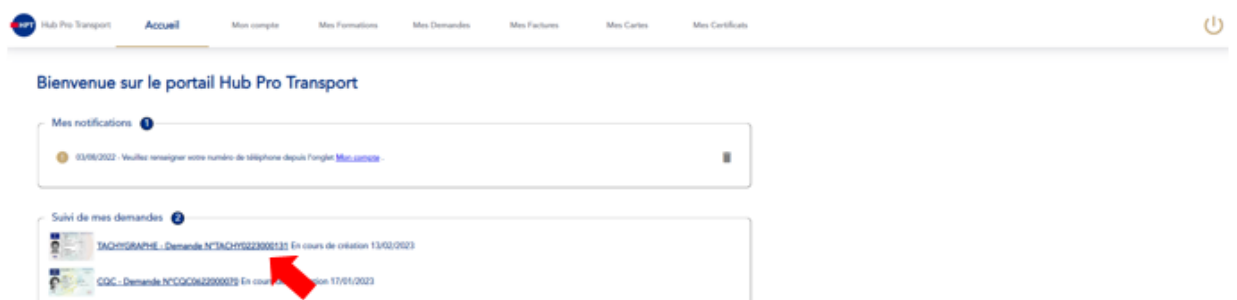 HPT Hub Pro Transport Accueil Mon compte Mes Formations Mes Demandes Mes Factures Mes Cartes Mes Certificats
Bienvenue sur le portail Hub Pro Transport
Mes notifications 1
03/08/2022 - Veuillez renseigner votre numéro de téléphone depuis l'onglet Mon compte .
Suivi de mes demandes 2
TACHYGRAPHE - Demande N°TACHY0223000131 En cours de création 13/02/2023
CQC - Demande N°CQC0622000070 En cours 17/01/2023